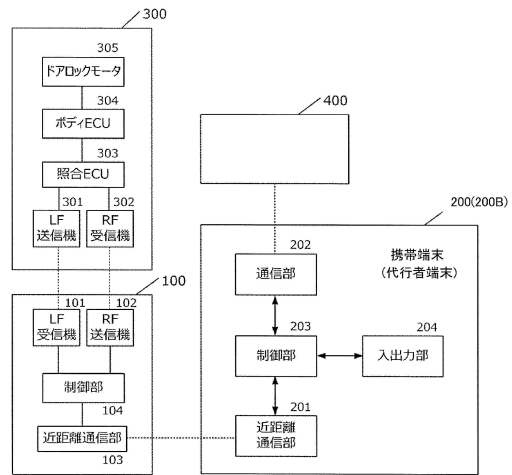 300
305
ドアロックモータ
304
ボディECU
303
照合ECU
301
302
LF
送信機
RF
受信機
400
200(200B)
携帯端末
(代行者端末)
202
通信部
203
制御部
204
入出力部
201
近距離
通信部
100
101
102
LF
受信機
RF
送信機
制御部
104
近距離通信部
103